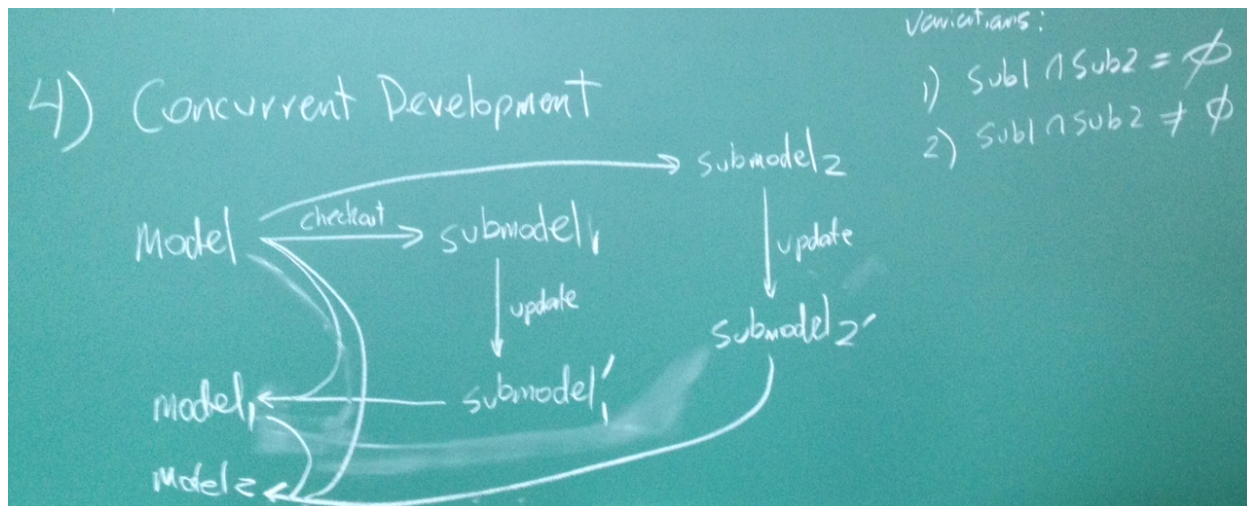 variations:
1) Sub1 ∩ Sub2 = ∅
2) Sub1 ∩ Sub2 ≠ ∅
4) Concurrent Development
submodel2
Model checkout submodel1
update
update
submodel2'
model1 submodel1'
Model2